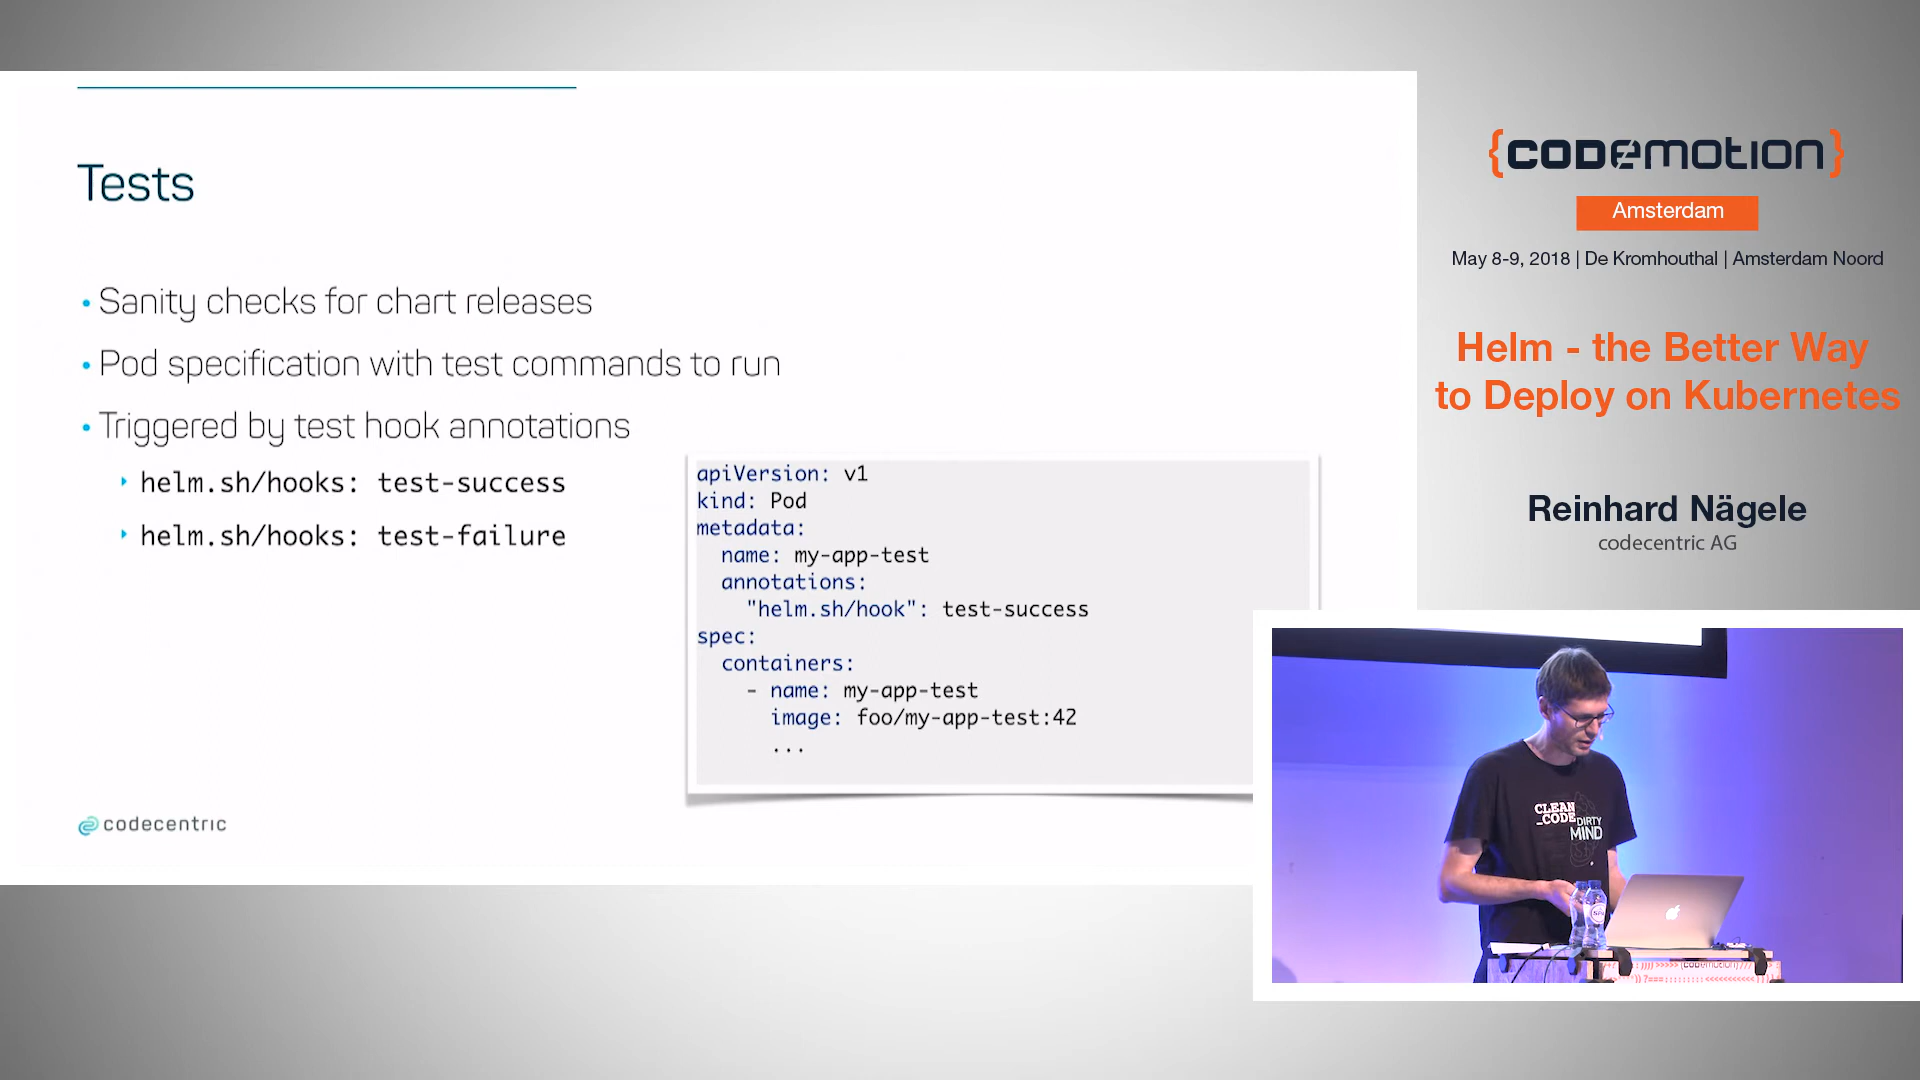 Tests
• Sanity checks for chart releases
• Pod specification with test commands to run
• Triggered by test hook annotations
‣ helm.sh/hooks: test-success
‣ helm.sh/hooks: test-failure
apiVersion: v1
kind: Pod
metadata:
  name: my-app-test
  annotations:
    "helm.sh/hook": test-success
spec:
  containers:
    - name: my-app-test
      image: foo/my-app-test:42
      ...
codecentric
{codemotion}
Amsterdam
May 8-9, 2018 | De Kromhouthal | Amsterdam Noord
Helm - the Better Way
to Deploy on Kubernetes
Reinhard Nägele
codecentric AG
CLEAN
_CODE
DIRTY
MIND